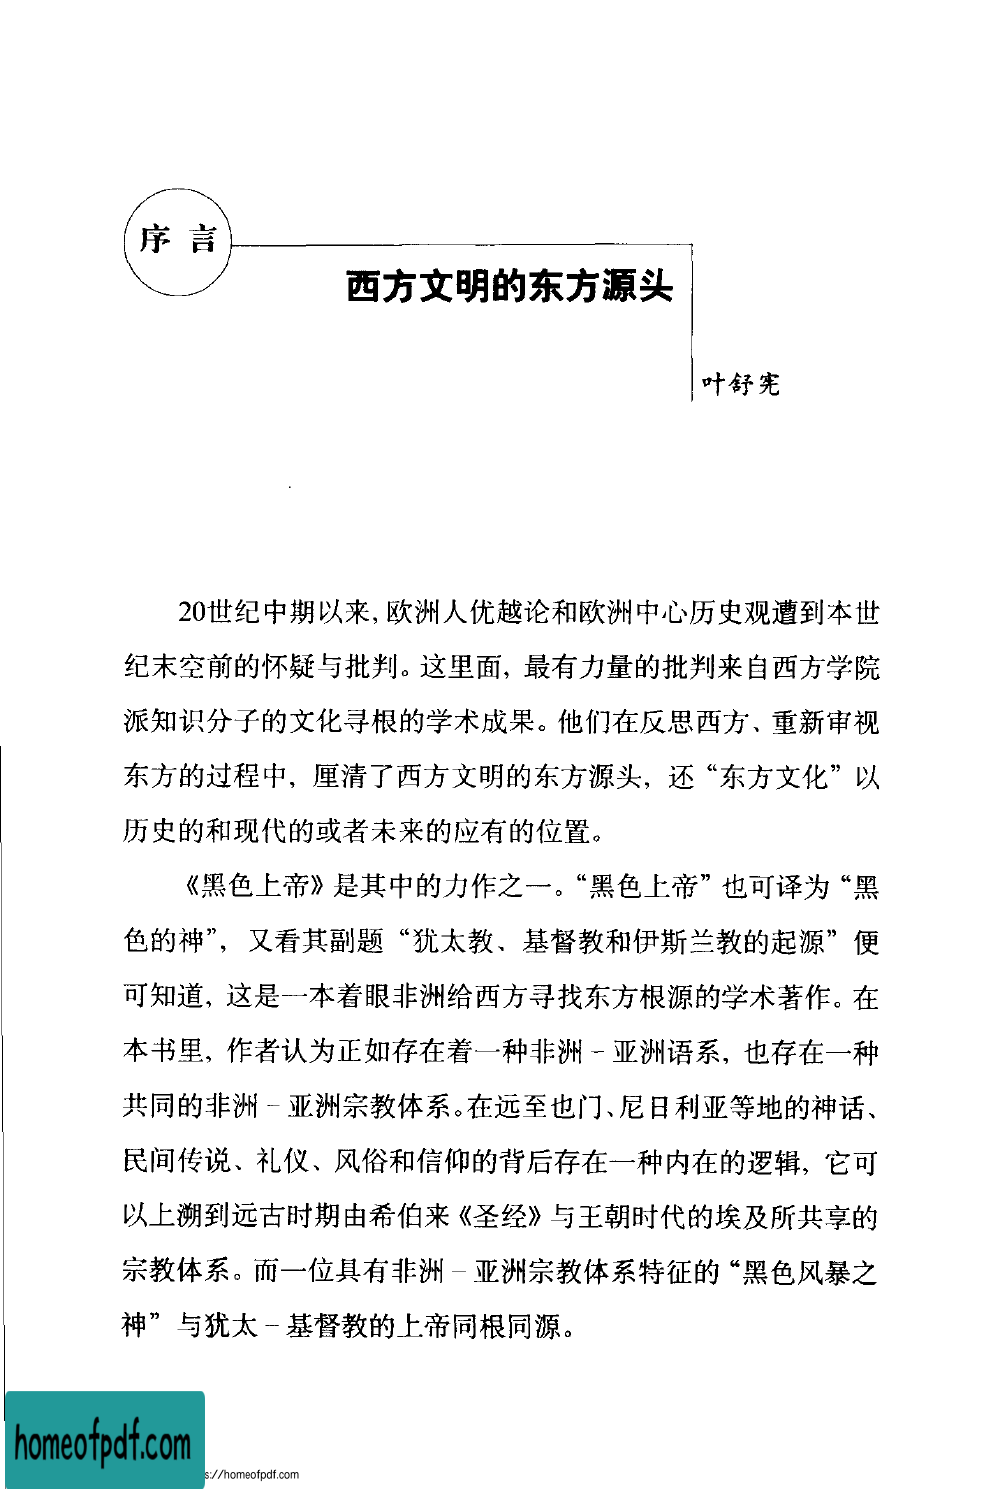 序言
西方文明的东方源头
叶舒宪
20世纪中期以来，欧洲人优越论和欧洲中心历史观遭到本世
纪末空前的怀疑与批判。这里面，最有力量的批判来自西方学院
派知识分子的文化寻根的学术成果。他们在反思西方、重新审视
东方的过程中，厘清了西方文明的东方源头，还“东方文化”以
历史的和现代的或者未来的应有的位置。
《黑色上帝》是其中的力作之一。“黑色上帝”也可译为“黑
色的神”，又看其副题“犹太教、基督教和伊斯兰教的起源”便
可知道，这是一本着眼非洲给西方寻找东方根源的学术著作。在
本书里，作者认为正如存在着一种非洲－亚洲语系，也存在一种
共同的非洲－亚洲宗教体系。在远至也门、尼日利亚等地的神话、
民间传说、礼仪、风俗和信仰的背后存在一种内在的逻辑，它可
以上溯到远古时期由希伯来《圣经》与王朝时代的埃及所共享的
宗教体系。而一位具有非洲－亚洲宗教体系特征的“黑色风暴之
神”与犹太－基督教的上帝同根同源。
homeofpdf.com
s://homeofpdf.com